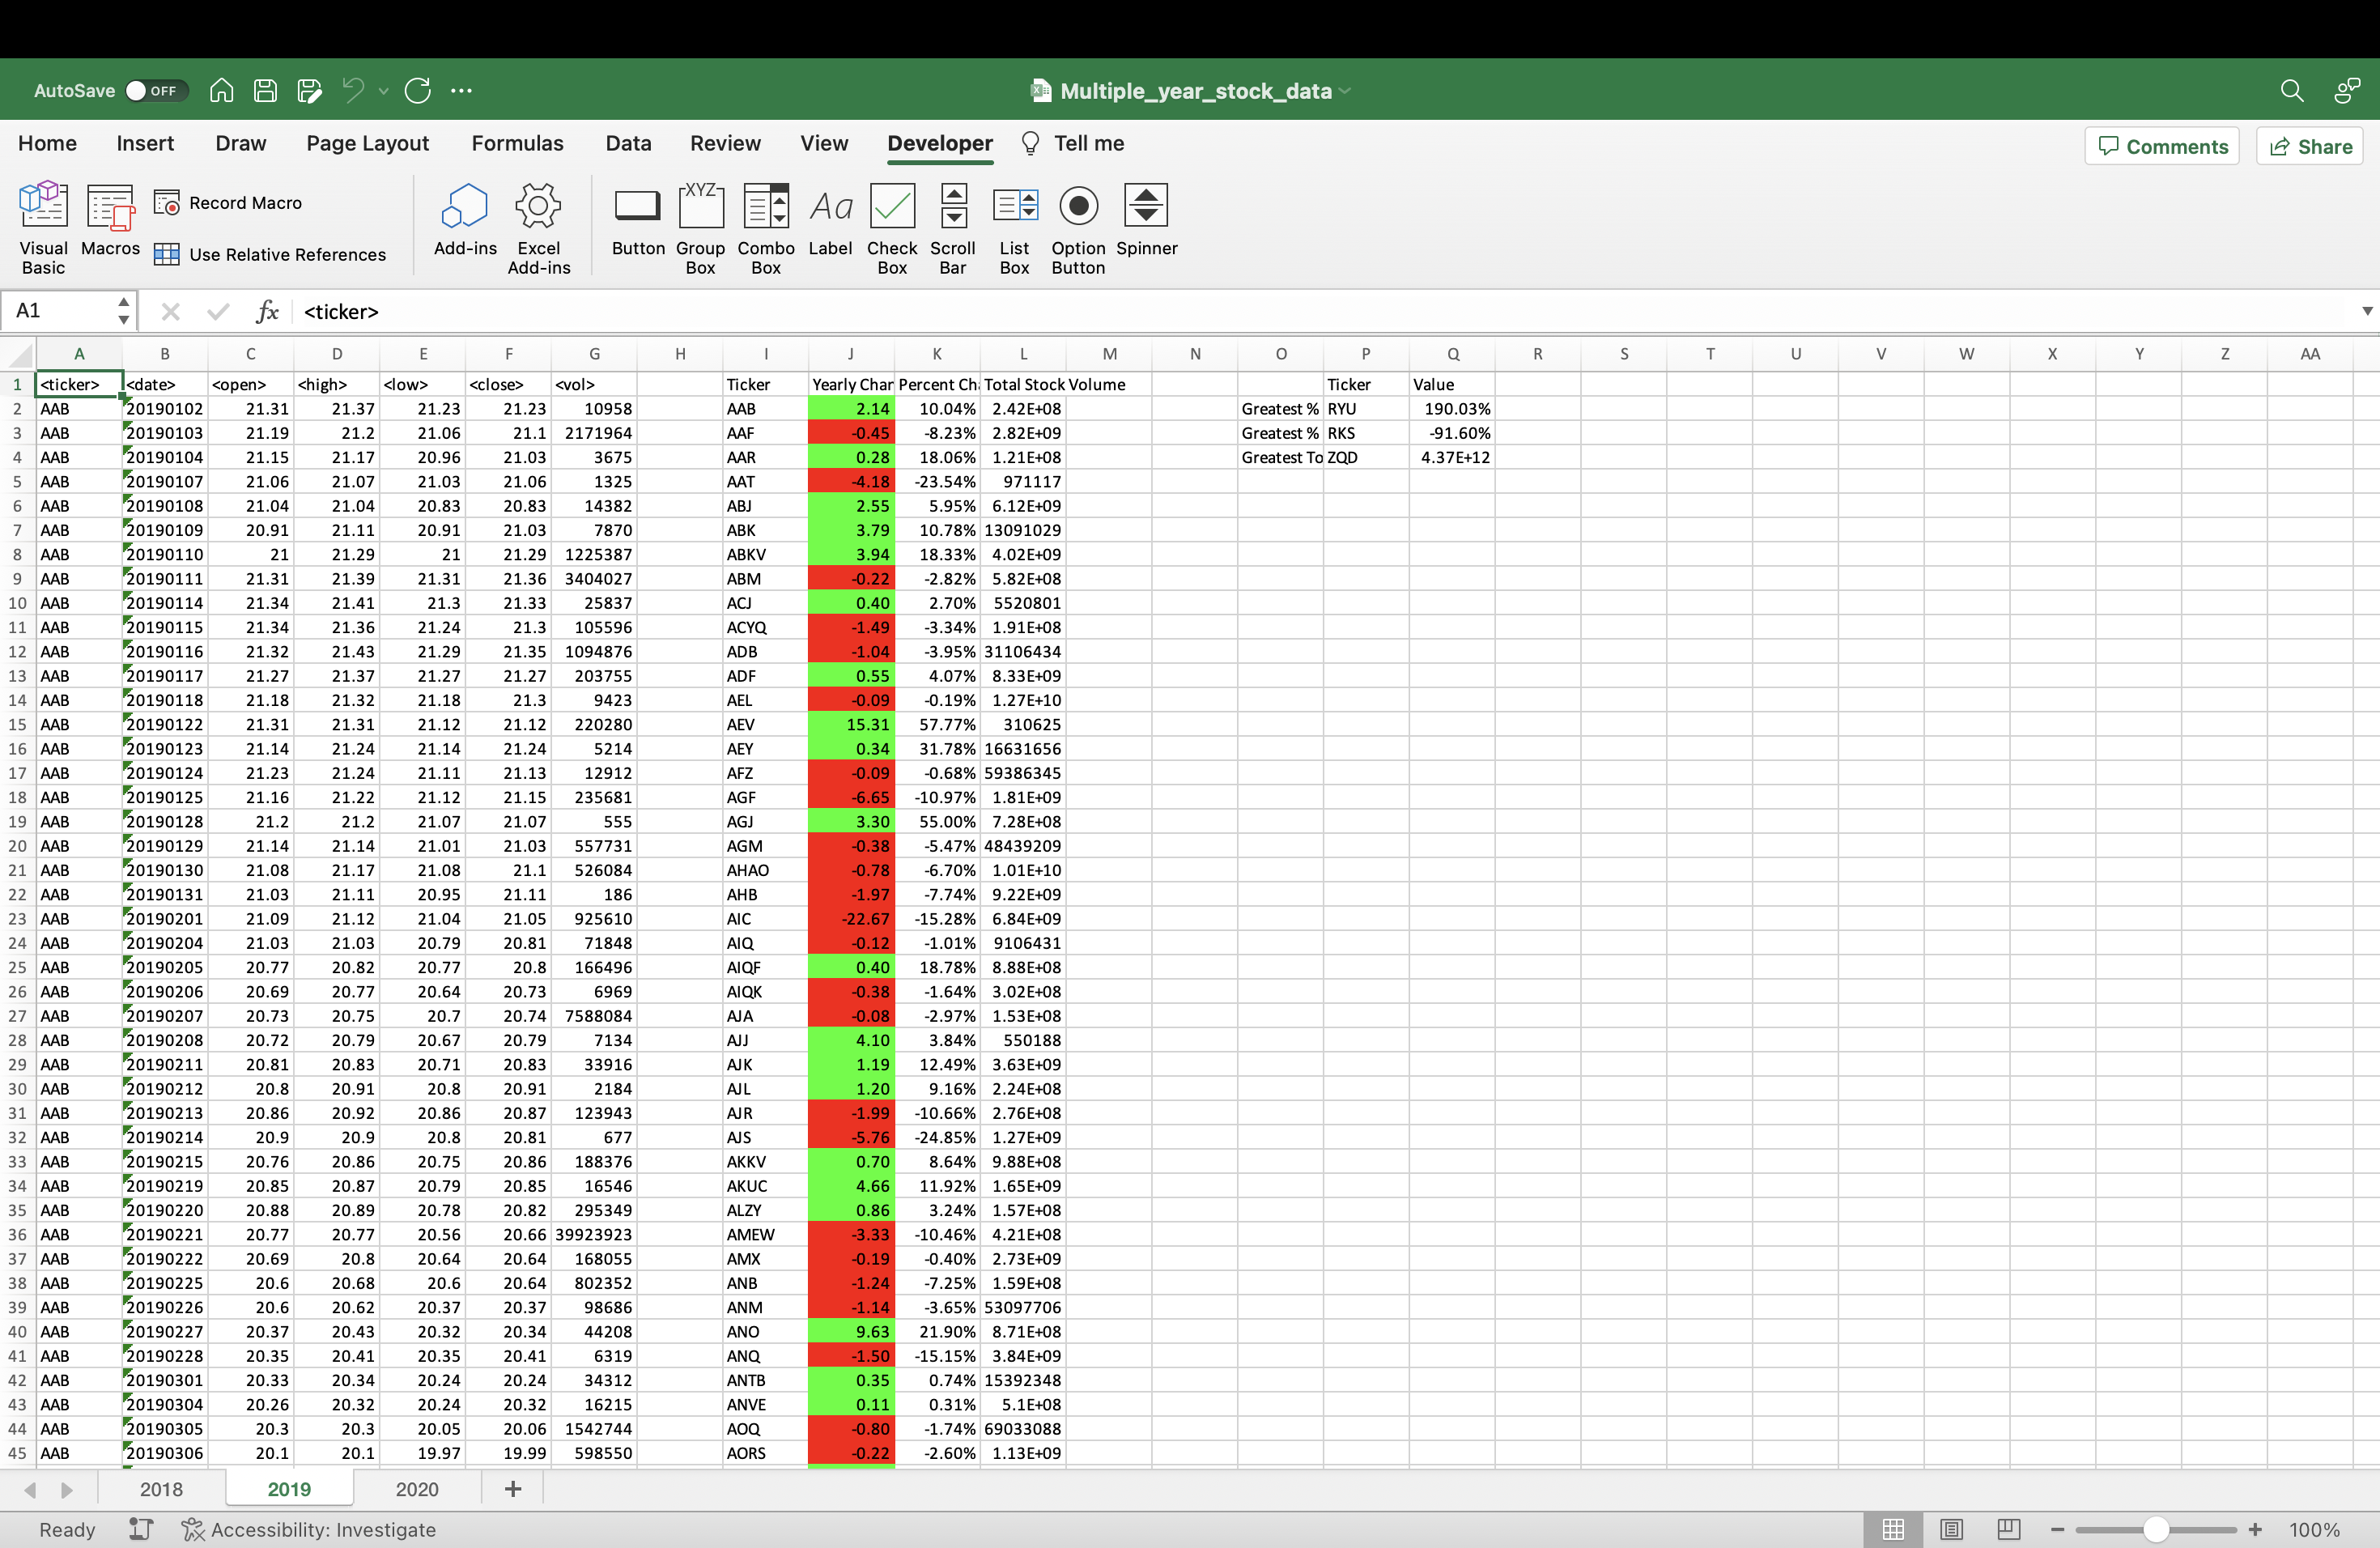 AutoSave OFF Multiple_year_stock_data
Home Insert Draw Page Layout Formulas Data Review View Developer Tell me Comments Share
Visual Basic Macros Record Macro Use Relative References Add-ins Excel Add-ins Button Group Box Combo Box Label Check Box Scroll Bar List Box Option Button Spinner
A1 fx <ticker>
A B C D E F G H I J K L M N O P Q R S T U V W X Y Z AA
1 <ticker> <date> <open> <high> <low> <close> <vol> Ticker Yearly Char Percent Ch Total Stock Volume Ticker Value
2 AAB 20190102 21.31 21.37 21.23 21.23 10958 AAB 2.14 10.04% 2.42E+08 Greatest % RYU 190.03%
3 AAB 20190103 21.19 21.2 21.06 21.1 2171964 AAF -0.45 -8.23% 2.82E+09 Greatest % RKS -91.60%
4 AAB 20190104 21.15 21.17 20.96 21.03 3675 AAR 0.28 18.06% 1.21E+08 Greatest To ZQD 4.37E+12
5 AAB 20190107 21.06 21.07 21.03 21.06 1325 AAT -4.18 -23.54% 971117
6 AAB 20190108 21.04 21.04 20.83 20.83 14382 ABJ 2.55 5.95% 6.12E+09
7 AAB 20190109 20.91 21.11 20.91 21.03 7870 ABK 3.79 10.78% 13091029
8 AAB 20190110 21 21.29 21 21.29 1225387 ABKV 3.94 18.33% 4.02E+09
9 AAB 20190111 21.31 21.39 21.31 21.36 3404027 ABM -0.22 -2.82% 5.82E+08
10 AAB 20190114 21.34 21.41 21.3 21.33 25837 ACJ 0.40 2.70% 5520801
11 AAB 20190115 21.34 21.36 21.24 21.3 105596 ACYQ -1.49 -3.34% 1.91E+08
12 AAB 20190116 21.32 21.43 21.29 21.35 1094876 ADB -1.04 -3.95% 31106434
13 AAB 20190117 21.27 21.37 21.27 21.27 203755 ADF 0.55 4.07% 8.33E+09
14 AAB 20190118 21.18 21.32 21.18 21.3 9423 AEL -0.09 -0.19% 1.27E+10
15 AAB 20190122 21.31 21.31 21.12 21.12 220280 AEV 15.31 57.77% 310625
16 AAB 20190123 21.14 21.24 21.14 21.24 5214 AEY 0.34 31.78% 16631656
17 AAB 20190124 21.23 21.24 21.11 21.13 12912 AFZ -0.09 -0.68% 59386345
18 AAB 20190125 21.16 21.22 21.12 21.15 235681 AGF -6.65 -10.97% 1.81E+09
19 AAB 20190128 21.2 21.2 21.07 21.07 555 AGJ 3.30 55.00% 7.28E+08
20 AAB 20190129 21.14 21.14 21.01 21.03 557731 AGM -0.38 -5.47% 48439209
21 AAB 20190130 21.08 21.17 21.08 21.1 526084 AHAO -0.78 -6.70% 1.01E+10
22 AAB 20190131 21.03 21.11 20.95 21.11 186 AHB -1.97 -7.74% 9.22E+09
23 AAB 20190201 21.09 21.12 21.04 21.05 925610 AIC -22.67 -15.28% 6.84E+09
24 AAB 20190204 21.03 21.03 20.79 20.81 71848 AIQ -0.12 -1.01% 9106431
25 AAB 20190205 20.77 20.82 20.77 20.8 166496 AIQF 0.40 18.78% 8.88E+08
26 AAB 20190206 20.69 20.77 20.64 20.73 6969 AIQK -0.38 -1.64% 3.02E+08
27 AAB 20190207 20.73 20.75 20.7 20.74 7588084 AJA -0.08 -2.97% 1.53E+08
28 AAB 20190208 20.72 20.79 20.67 20.79 7134 AJJ 4.10 3.84% 550188
29 AAB 20190211 20.81 20.83 20.71 20.83 33916 AJK 1.19 12.49% 3.63E+09
30 AAB 20190212 20.8 20.91 20.8 20.91 2184 AJL 1.20 9.16% 2.24E+08
31 AAB 20190213 20.86 20.92 20.86 20.87 123943 AJR -1.99 -10.66% 2.76E+08
32 AAB 20190214 20.9 20.9 20.8 20.81 677 AJS -5.76 -24.85% 1.27E+09
33 AAB 20190215 20.76 20.86 20.75 20.86 188376 AKKV 0.70 8.64% 9.88E+08
34 AAB 20190219 20.85 20.87 20.79 20.85 16546 AKUC 4.66 11.92% 1.65E+09
35 AAB 20190220 20.88 20.89 20.78 20.82 295349 ALZY 0.86 3.24% 1.57E+08
36 AAB 20190221 20.77 20.77 20.56 20.66 39923923 AMEW -3.33 -10.46% 4.21E+08
37 AAB 20190222 20.69 20.8 20.64 20.64 168055 AMX -0.19 -0.40% 2.73E+09
38 AAB 20190225 20.6 20.68 20.6 20.64 802352 ANB -1.24 -7.25% 1.59E+08
39 AAB 20190226 20.6 20.62 20.37 20.37 98686 ANM -1.14 -3.65% 53097706
40 AAB 20190227 20.37 20.43 20.32 20.34 44208 ANO 9.63 21.90% 8.71E+08
41 AAB 20190228 20.35 20.41 20.35 20.41 6319 ANQ -1.50 -15.15% 3.84E+09
42 AAB 20190301 20.33 20.34 20.24 20.24 34312 ANTB 0.35 0.74% 15392348
43 AAB 20190304 20.26 20.32 20.24 20.32 16215 ANVE 0.11 0.31% 5.1E+08
44 AAB 20190305 20.3 20.3 20.05 20.06 1542744 AOQ -0.80 -1.74% 69033088
45 AAB 20190306 20.1 20.1 19.97 19.99 598550 AORS -0.22 -2.60% 1.13E+09
2018 2019 2020 +
Ready Accessibility: Investigate 100%